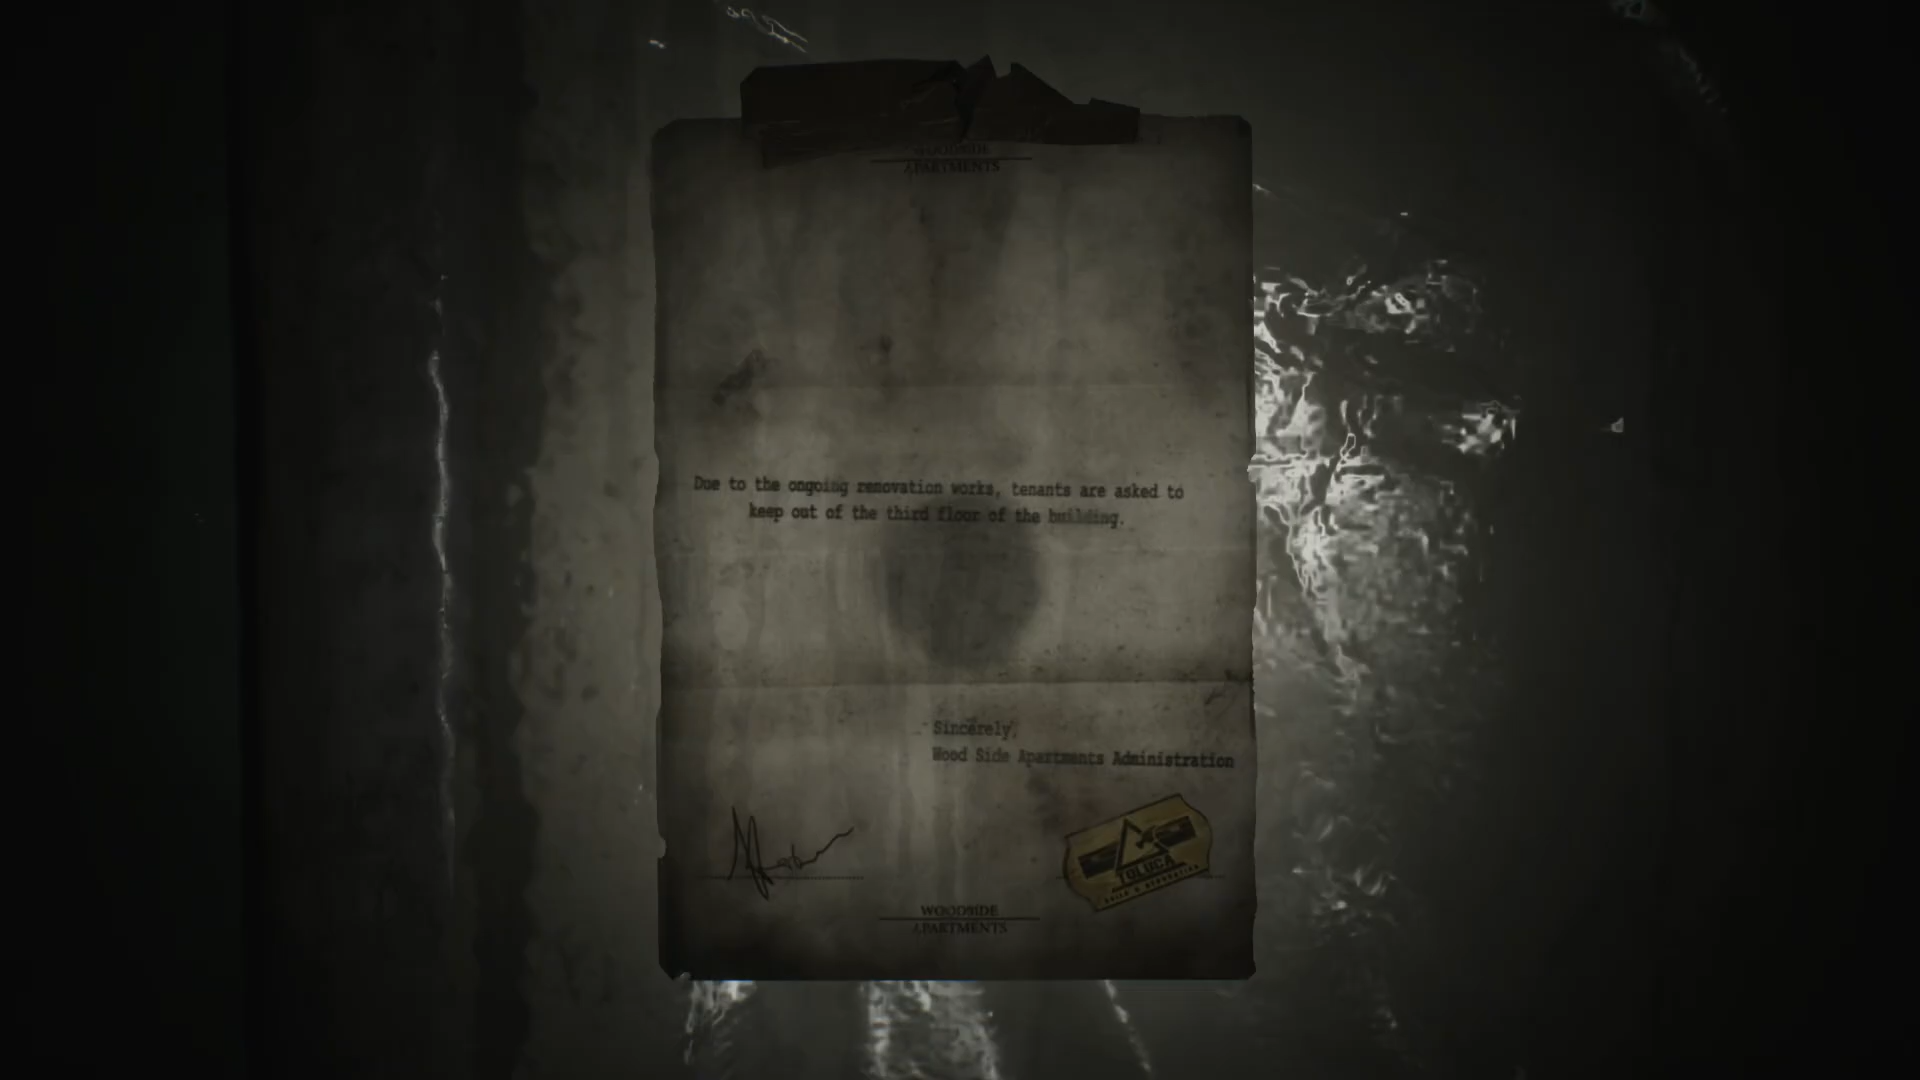 WOODSIDE
APARTMENTS
Due to the ongoing renovation works, tenants are asked to
keep out of the third floor of the building.
Sincerely,
Wood Side Apartments Administration
TOLUCA
WOODSIDE
APARTMENTS